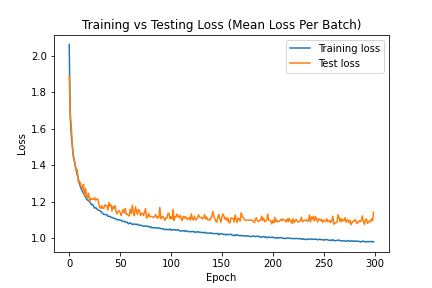 Training vs Testing Loss (Mean Loss Per Batch)
Training loss
Test loss
2.0
1.8
1.6
1.4
1.2
1.0
Loss
0 50 100 150 200 250 300
Epoch